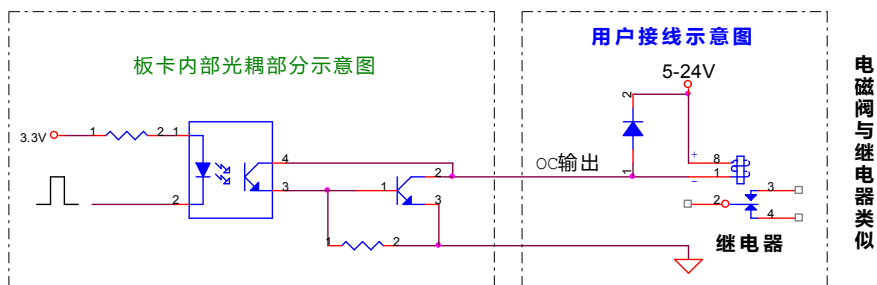 用户接线示意图
板卡内部光耦部分示意图
5-24V
3.3V
1 2 1
2
4
3
1
2
3
1 2
OC输出
2
1
+ 8
- 1
3
2
4
继电器
电磁阀与继电器类似